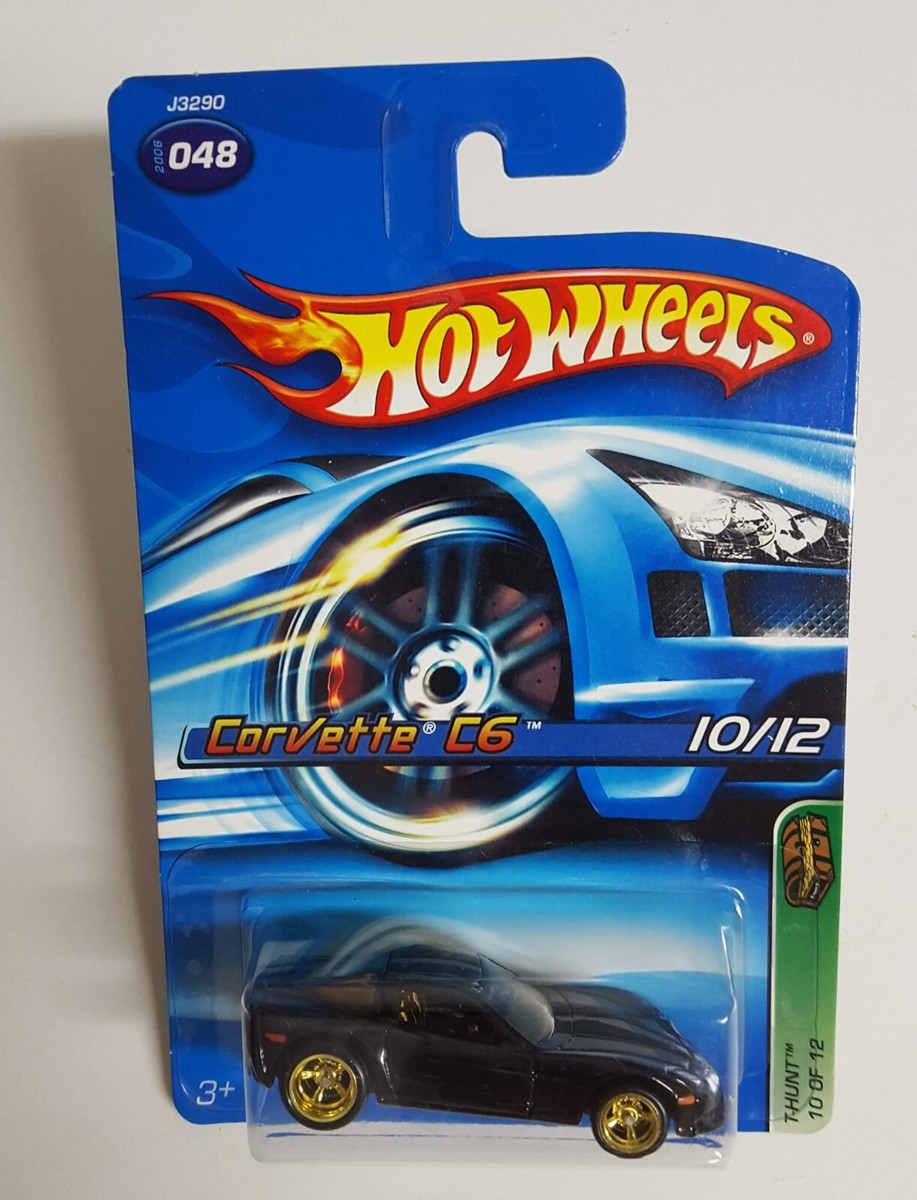 J3290
2006
048
Hot Wheels®
Corvette® C6™
10/12
3+
T-HUNT™
10 OF 12